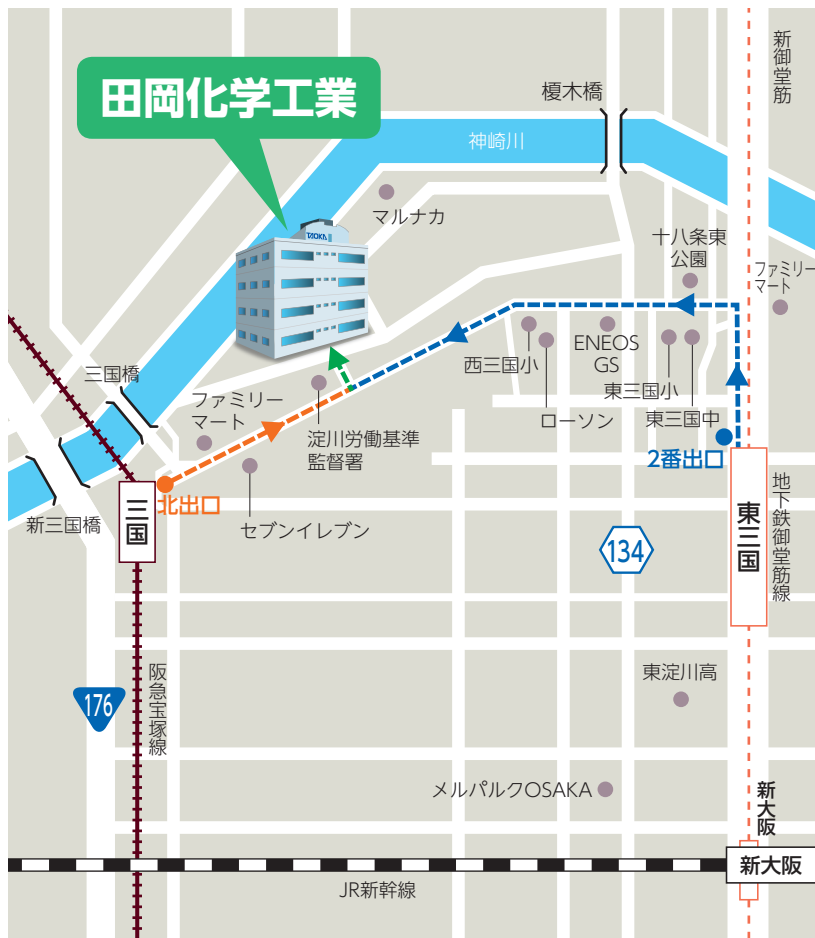 新御堂筋
田岡化学工業
榎木橋
神崎川
マルナカ
TAOKA
十八条東
公園
ファミリー
マート
西三国小
ENEOS
GS
東三国小
ローソン
東三国中
三国橋
ファミリー
マート
淀川労働基準
監督署
2番出口
北出口
新三国橋
三国
セブンイレブン
134
東三国
地下鉄御堂筋線
176
阪急宝塚線
東淀川高
メルパルクOSAKA
新大阪
新大阪
JR新幹線